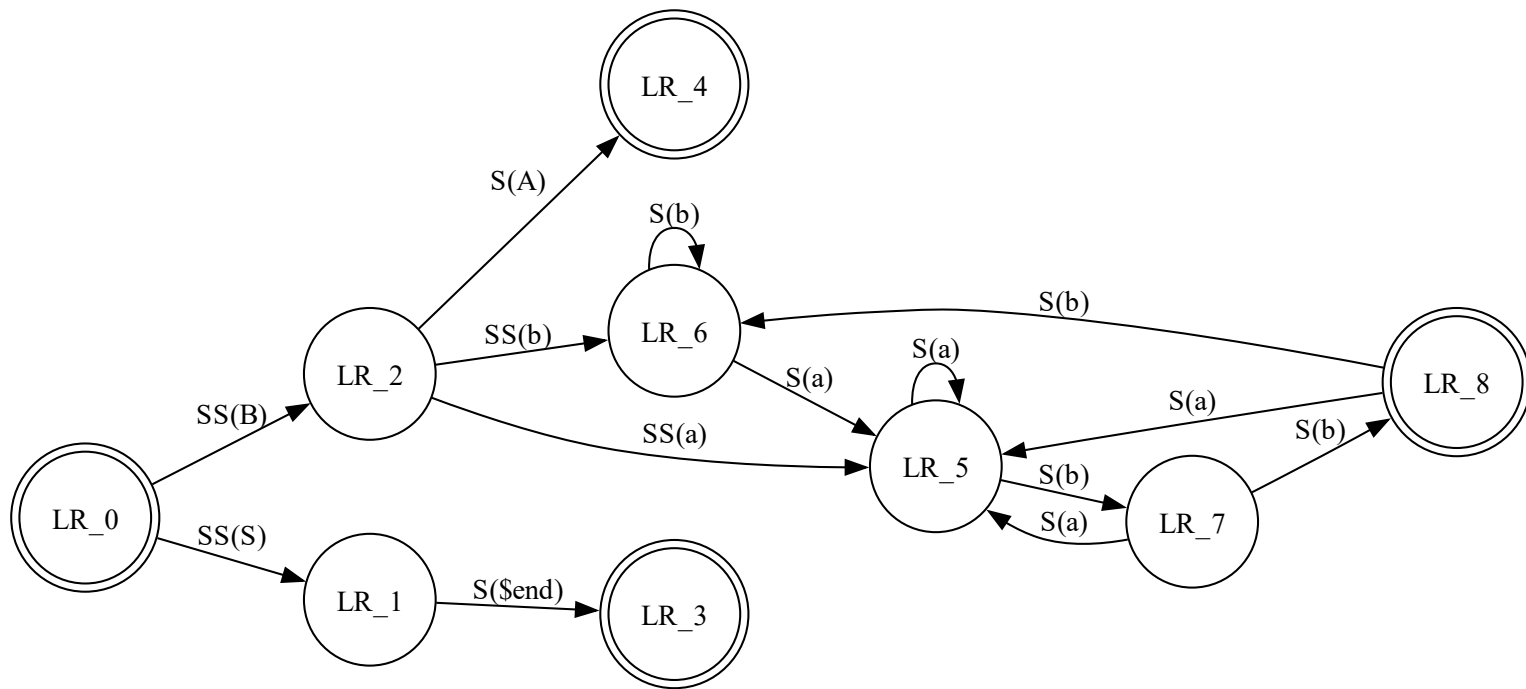 LR_4
S(A)
S(b)
LR_6
S(b)
SS(b)
S(a)
LR_2
S(a)
LR_8
S(a)
SS(B)
SS(a)
S(b)
LR_5
S(b)
LR_0
S(a)
LR_7
SS(S)
LR_1
S($end)
LR_3